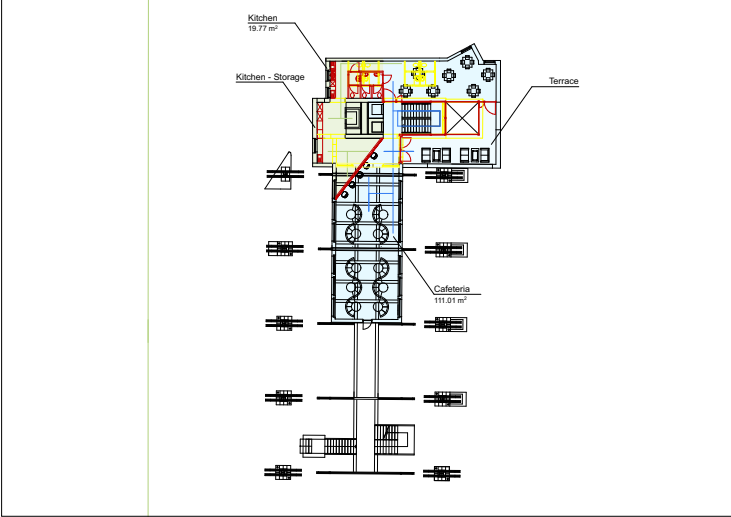 Kitchen
19.77 m²
Kitchen - Storage
Terrace
Cafeteria
111.01 m²